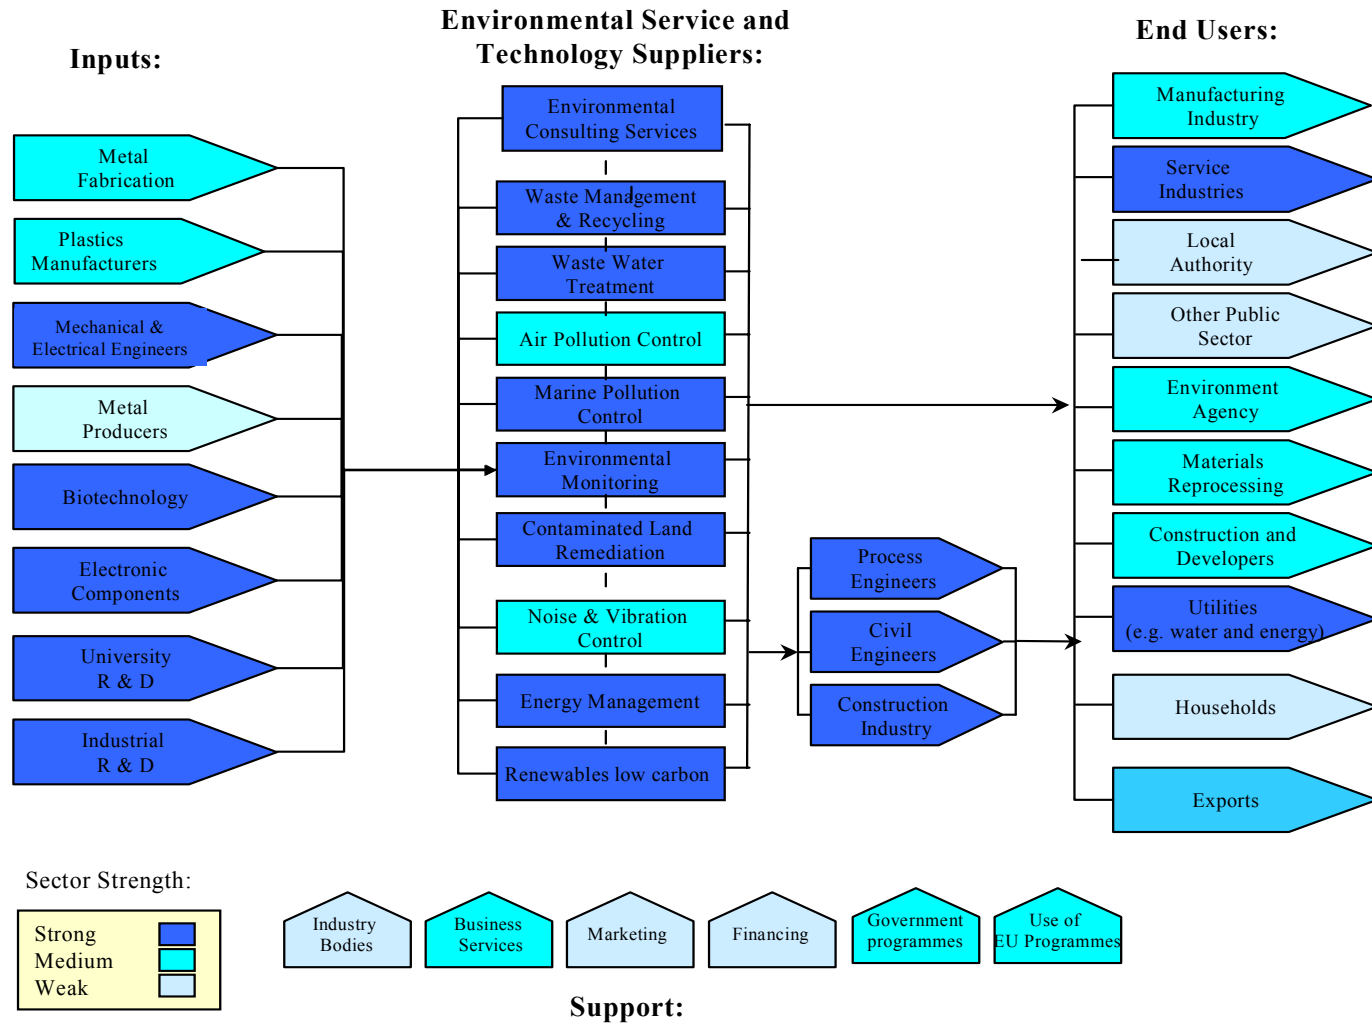 Environmental Service and
Technology Suppliers:
Inputs:
End Users:
Metal
Fabrication
Plastics
Manufacturers
Mechanical &
Electrical Engineers
Metal
Producers
Biotechnology
Electronic
Components
University
R & D
Industrial
R & D
Environmental
Consulting Services
Waste Management
& Recycling
Waste Water
Treatment
Air Pollution Control
Marine Pollution
Control
Environmental
Monitoring
Contaminated Land
Remediation
Noise & Vibration
Control
Energy Management
Renewables low carbon
Process
Engineers
Civil
Engineers
Construction
Industry
Manufacturing
Industry
Service
Industries
Local
Authority
Other Public
Sector
Environment
Agency
Materials
Reprocessing
Construction and
Developers
Utilities
(e.g. water and energy)
Households
Exports
Sector Strength:
Strong
Medium
Weak
Industry
Bodies
Business
Services
Marketing
Financing
Government
programmes
Use of
EU Programmes
Support: